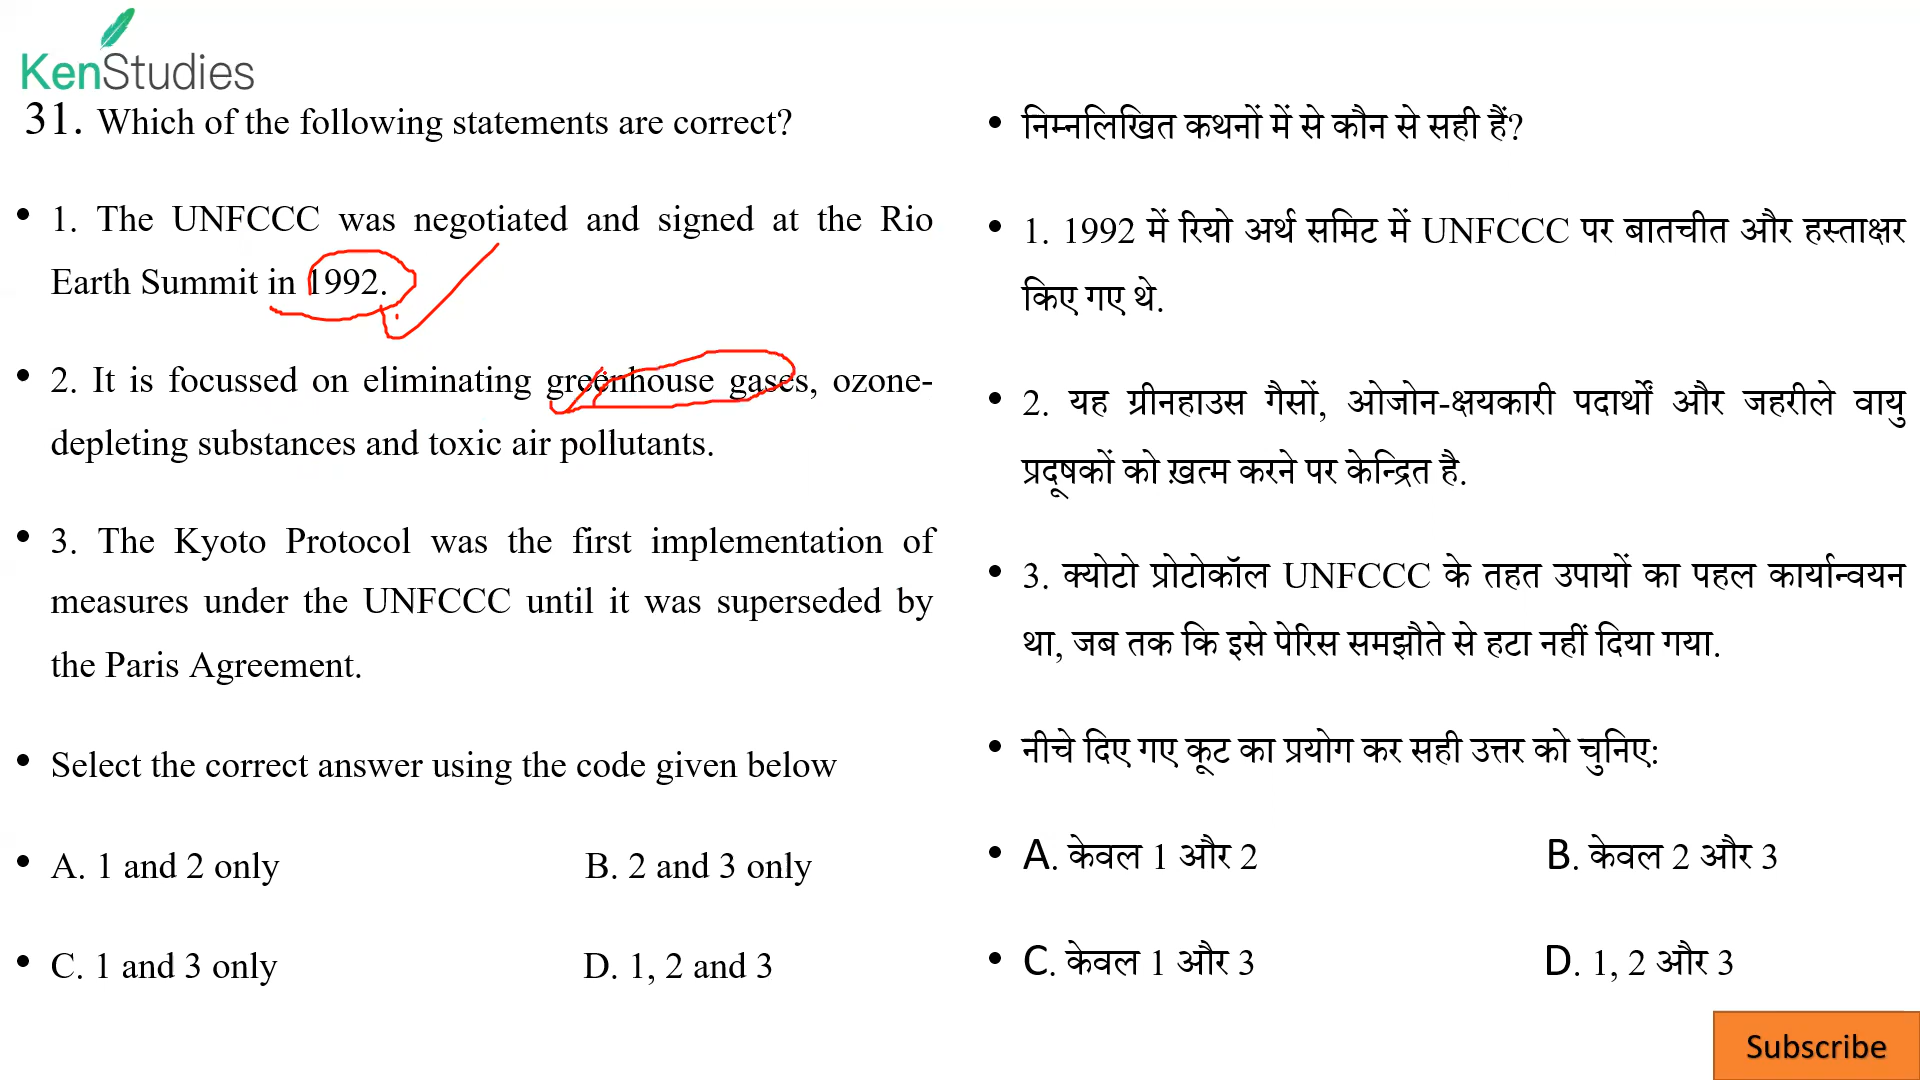 KenStudies
31. Which of the following statements are correct?
• 1. The UNFCCC was negotiated and signed at the Rio
Earth Summit in 1992.
• 2. It is focussed on eliminating greenhouse gases, ozone-
depleting substances and toxic air pollutants.
• 3. The Kyoto Protocol was the first implementation of
measures under the UNFCCC until it was superseded by
the Paris Agreement.
• Select the correct answer using the code given below
• A. 1 and 2 only B. 2 and 3 only
• C. 1 and 3 only D. 1, 2 and 3
• निम्नलिखित कथनों में से कौन से सही हैं?
• 1. 1992 में रियो अर्थ समिट में UNFCCC पर बातचीत और हस्ताक्षर
किए गए थे.
• 2. यह ग्रीनहाउस गैसों, ओजोन-क्षयकारी पदार्थों और जहरीले वायु
प्रदूषकों को ख़त्म करने पर केन्द्रित है.
• 3. क्योटो प्रोटोकॉल UNFCCC के तहत उपायों का पहल कार्यान्वयन
था, जब तक कि इसे पेरिस समझौते से हटा नहीं दिया गया.
• नीचे दिए गए कूट का प्रयोग कर सही उत्तर को चुनिए:
• A. केवल 1 और 2 B. केवल 2 और 3
• C. केवल 1 और 3 D. 1, 2 और 3
Subscribe